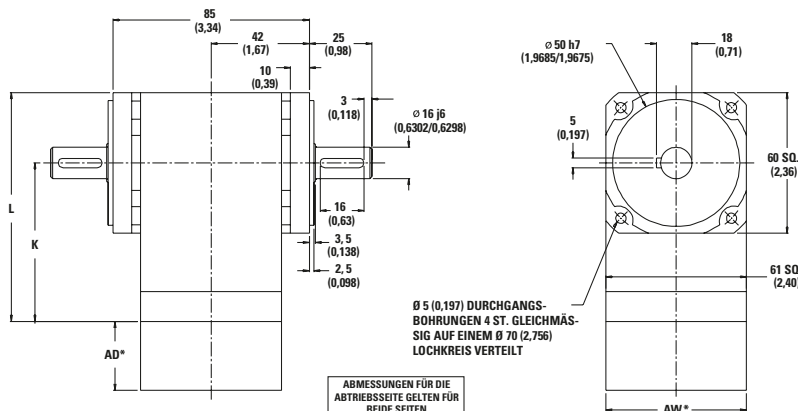 85
(3,34)
42
(1,67)
25
(0,98)
10
(0,39)
3
(0,118)
Ø 16 j6
(0,6302/0,6298)
L
K
16
(0,63)
3, 5
(0,138)
2, 5
(0,098)
AD*
Ø 50 h7
(1,9685/1,9675)
18
(0,71)
5
(0,197)
60 SQ.
(2,36)
61 SQ
(2,40)
Ø 5 (0,197) DURCHGANGS-
BOHRUNGEN 4 ST. GLEICHMÄS-
SIG AUF EINEM Ø 70 (2,756)
LOCHKREIS VERTEILT
ABMESSUNGEN FÜR DIE
ABTRIEBSSEITE GELTEN FÜR
BEIDE SEITEN
AW*